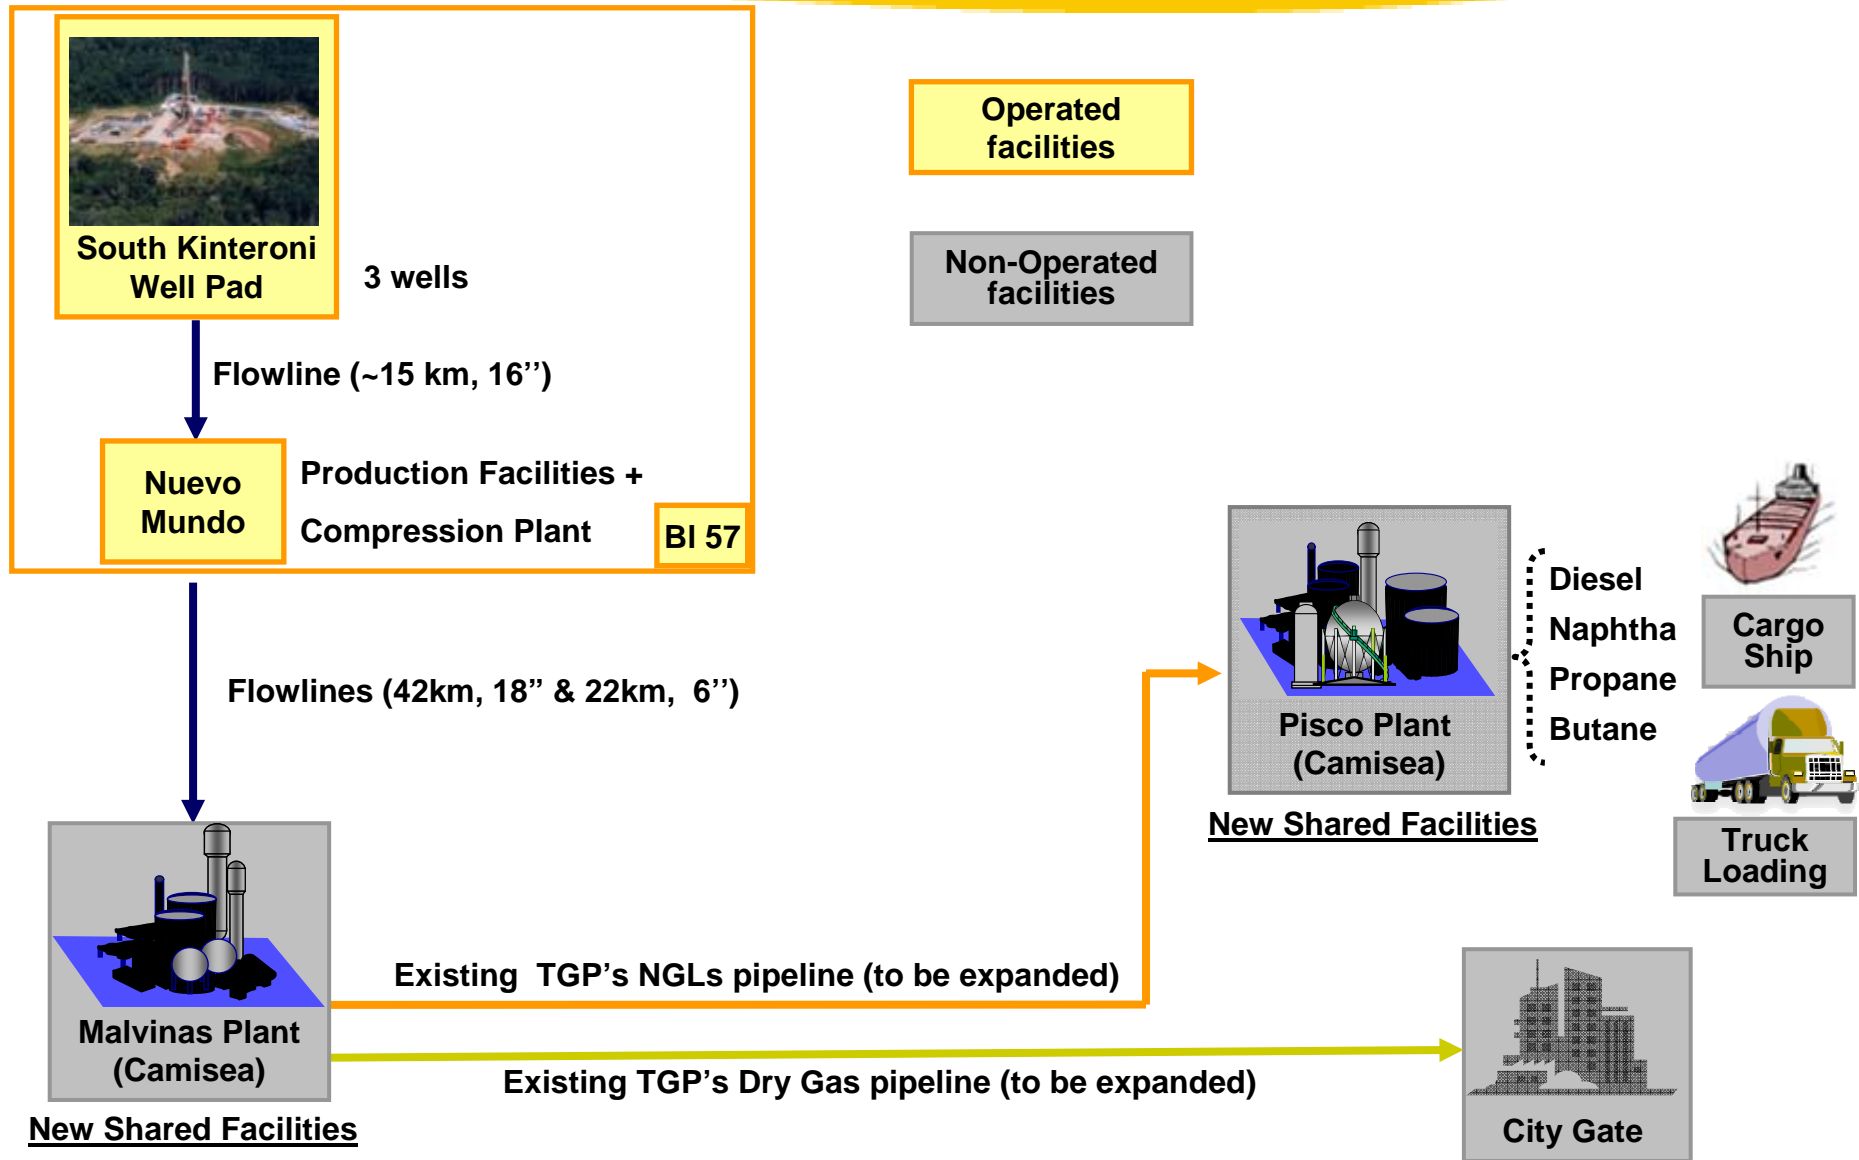 South Kinteroni
Well Pad
3 wells
Flowline (~15 km, 16’’)
Nuevo
Mundo
Production Facilities +
Compression Plant
Bl 57
Operated
facilities
Non-Operated
facilities
Flowlines (42km, 18” & 22km, 6’’)
Malvinas Plant
(Camisea)
New Shared Facilities
Existing TGP’s NGLs pipeline (to be expanded)
Existing TGP’s Dry Gas pipeline (to be expanded)
Pisco Plant
(Camisea)
New Shared Facilities
Diesel
Naphtha
Propane
Butane
Cargo
Ship
Truck
Loading
City Gate